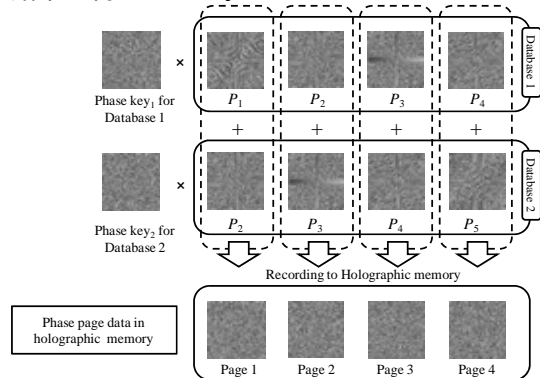 Database 1
Phase key₁ for
Database 1
×
P₁ P₂ P₃ P₄
+ + + +
Database 2
Phase key₂ for
Database 2
×
P₂ P₃ P₄ P₅
Recording to Holographic memory
Phase page data in
holographic memory
Page 1 Page 2 Page 3 Page 4